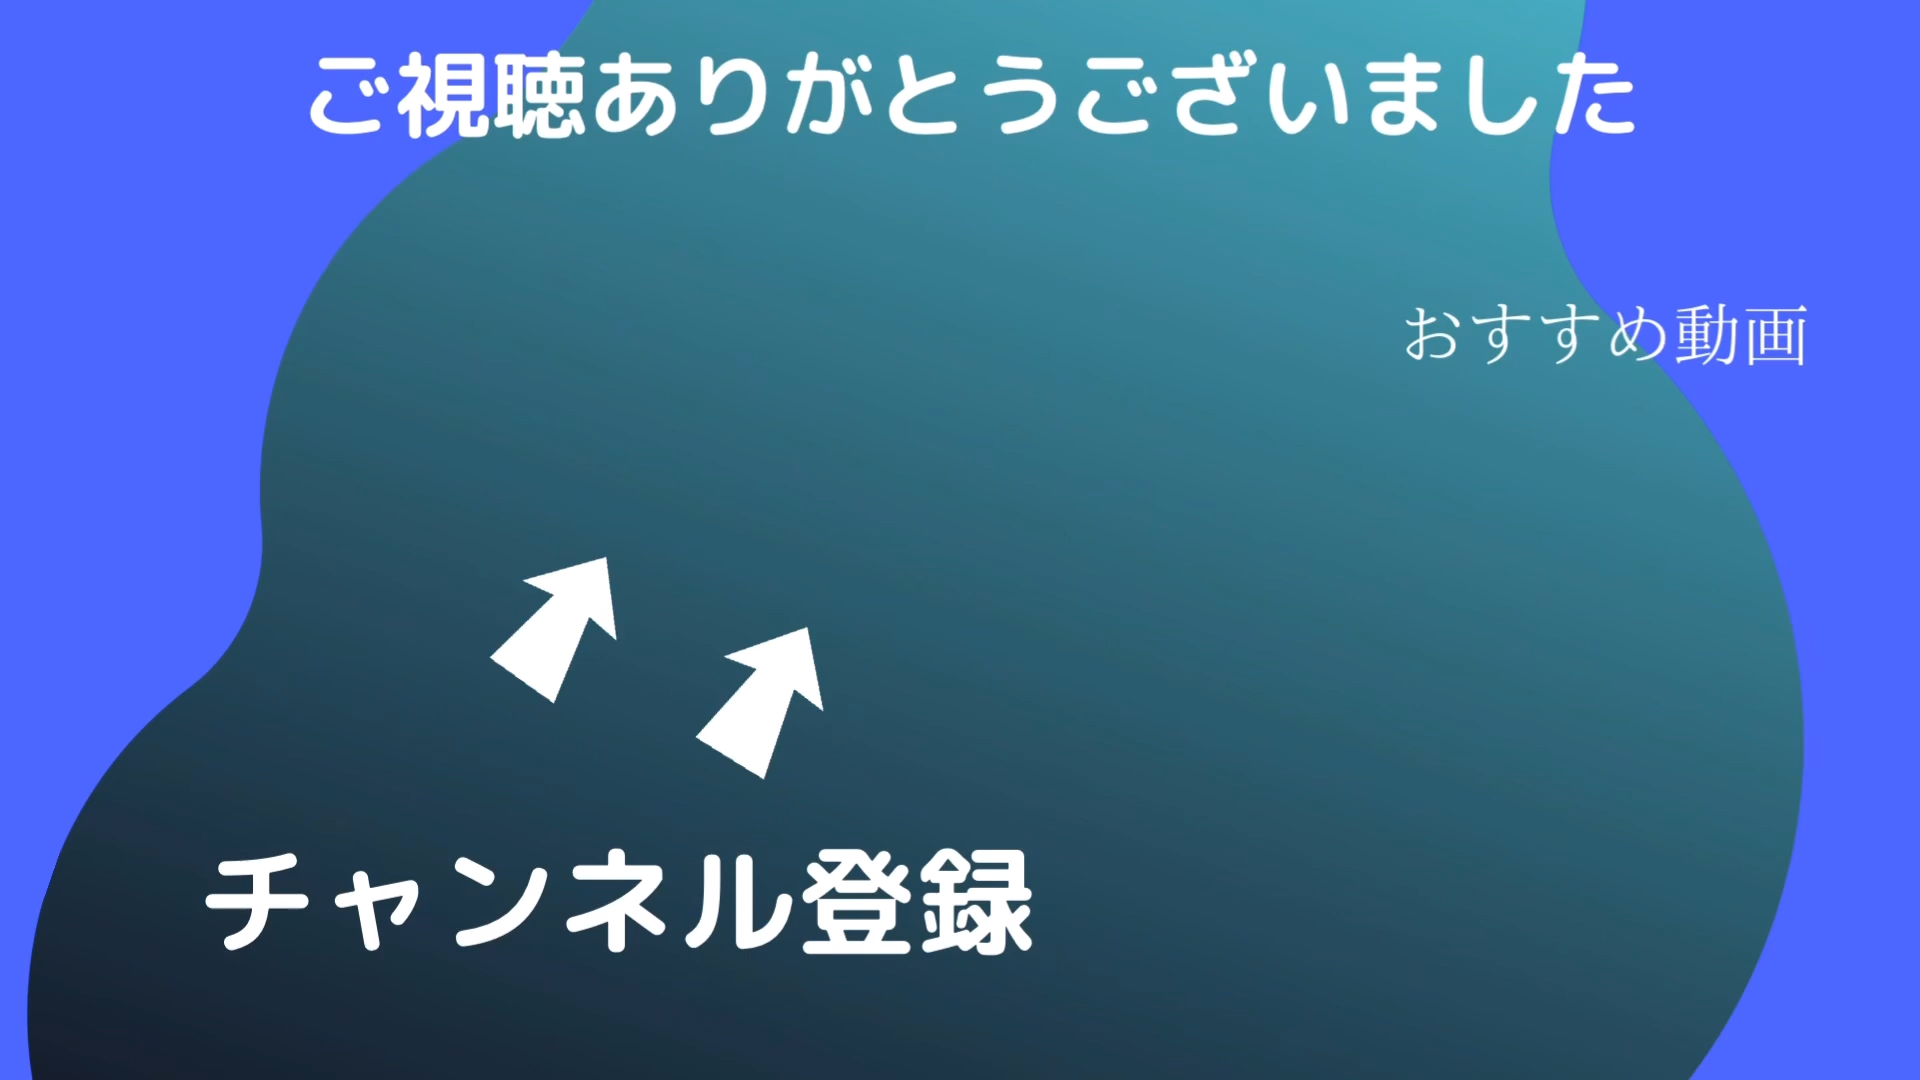 ご視聴ありがとうございました
おすすめ動画
チャンネル登録